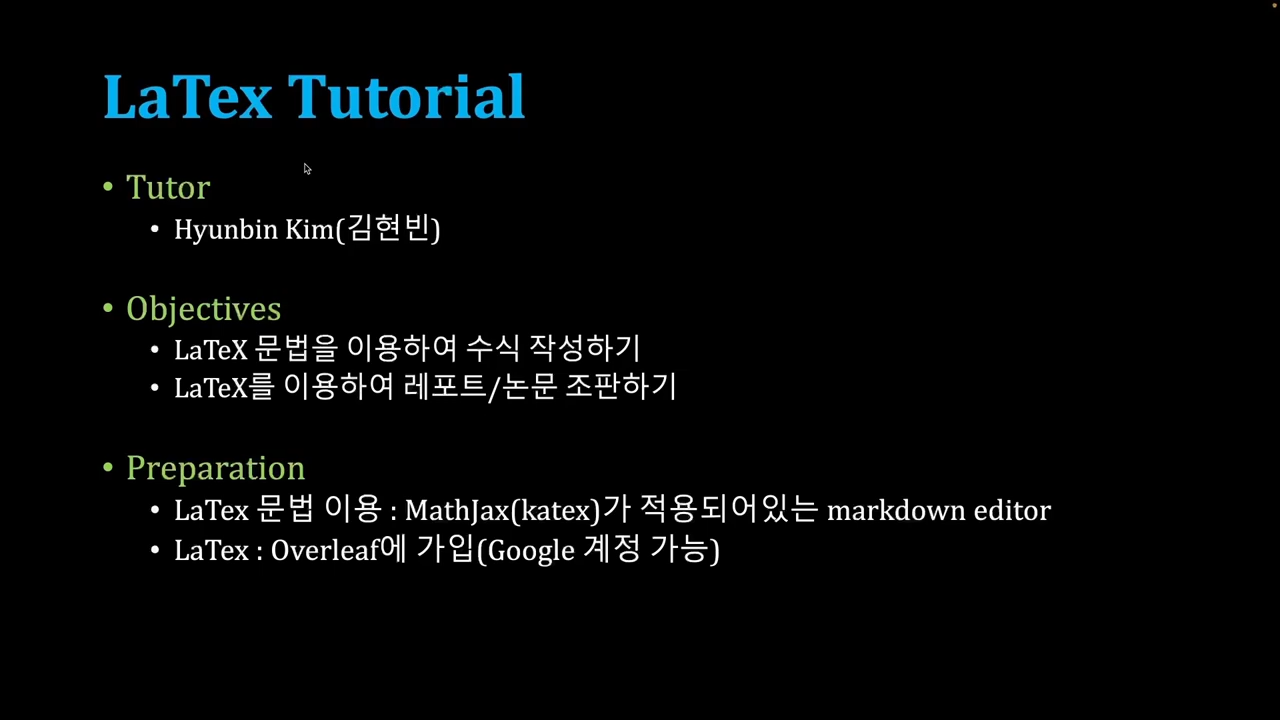 LaTex Tutorial
• Tutor
• Hyunbin Kim(김현빈)
• Objectives
• LaTeX 문법을 이용하여 수식 작성하기
• LaTeX를 이용하여 레포트/논문 조판하기
• Preparation
• LaTex 문법 이용 : MathJax(katex)가 적용되어있는 markdown editor
• LaTex : Overleaf에 가입(Google 계정 가능)